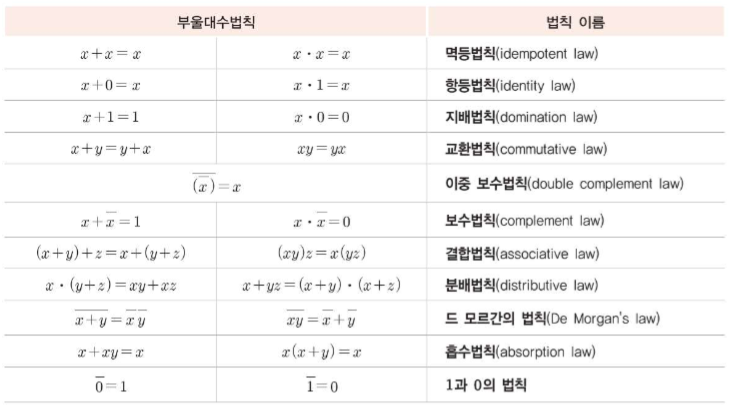 부울대수법칙 법칙 이름
x+x=x x·x=x 멱등법칙(idempotent law)
x+0=x x·1=x 항등법칙(identity law)
x+1=1 x·0=0 지배법칙(domination law)
x+y=y+x xy=yx 교환법칙(commutative law)
\overline{(\overline{x})}=x 이중 보수법칙(double complement law)
x+\overline{x}=1 x·\overline{x}=0 보수법칙(complement law)
(x+y)+z=x+(y+z) (xy)z=x(yz) 결합법칙(associative law)
x·(y+z)=xy+xz x+yz=(x+y)·(x+z) 분배법칙(distributive law)
\overline{x+y}=\overline{x}\,\overline{y} \overline{xy}=\overline{x}+\overline{y} 드 모르간의 법칙(De Morgan's law)
x+xy=x x(x+y)=x 흡수법칙(absorption law)
\overline{0}=1 \overline{1}=0 1과 0의 법칙